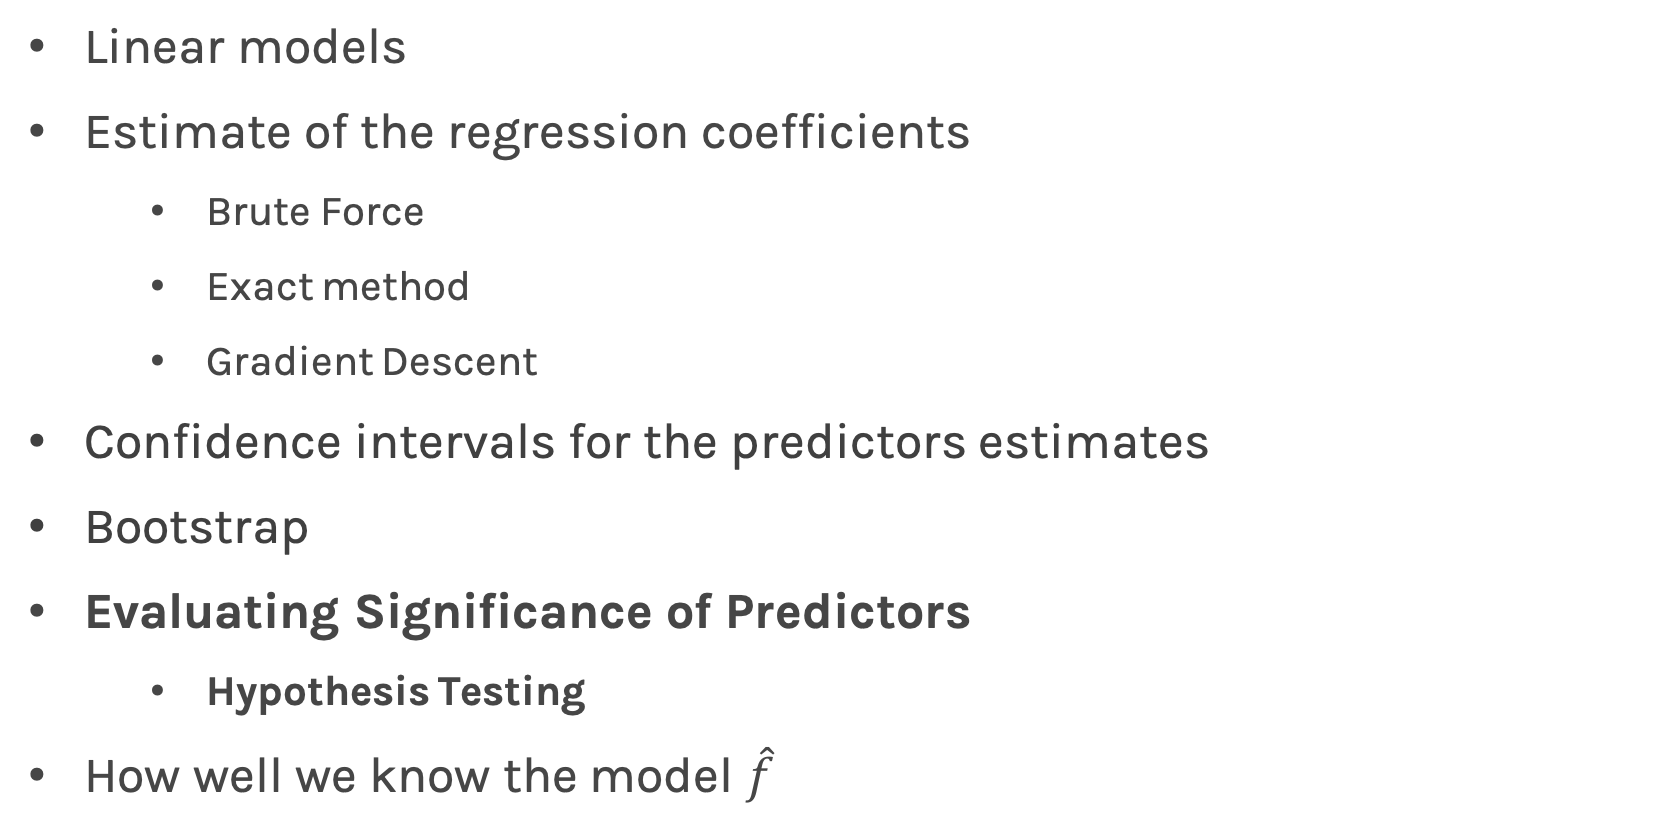 • Linear models
• Estimate of the regression coefficients
• Brute Force
• Exact method
• Gradient Descent
• Confidence intervals for the predictors estimates
• Bootstrap
• Evaluating Significance of Predictors
• Hypothesis Testing
• How well we know the model f̂